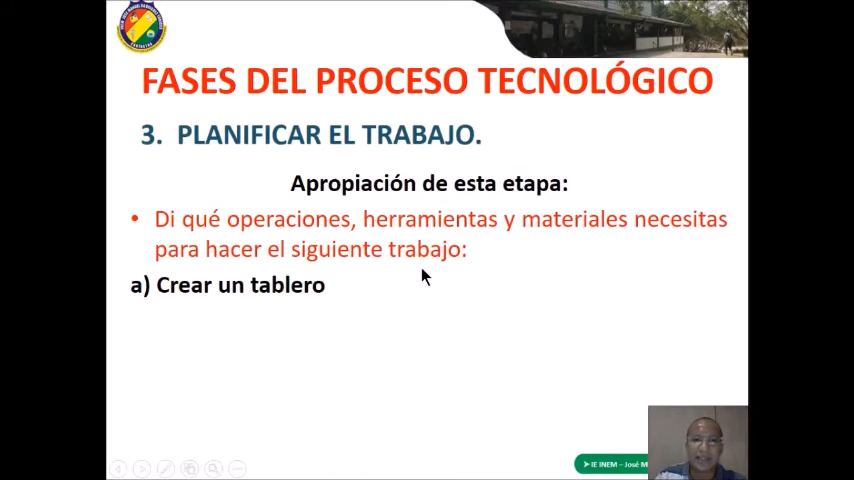 FASES DEL PROCESO TECNOLÓGICO
3. PLANIFICAR EL TRABAJO.
Apropiación de esta etapa:
• Di qué operaciones, herramientas y materiales necesitas
para hacer el siguiente trabajo:
a) Crear un tablero
➤ IE INEM – José M